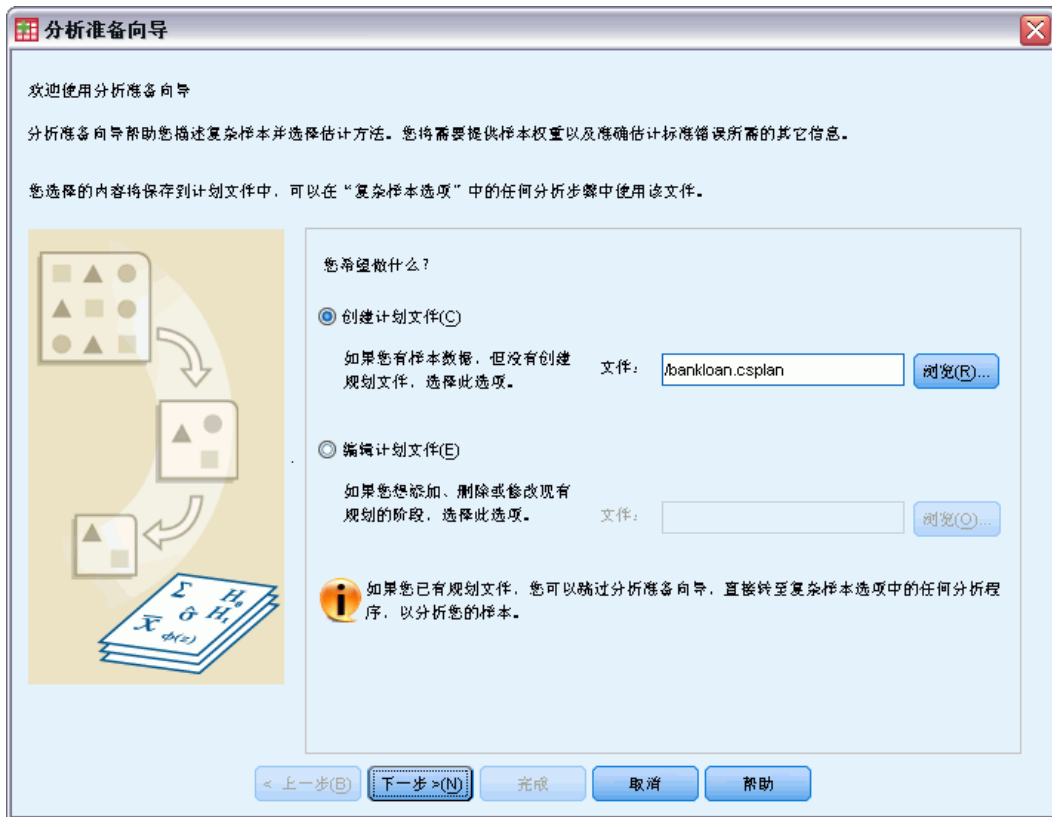 分析准备向导
欢迎使用分析准备向导
分析准备向导帮助您描述复杂样本并选择估计方法。您将需要提供样本权重以及准确估计标准错误所需的其它信息。
您选择的内容将保存到计划文件中，可以在“复杂样本选项”中的任何分析步骤中使用该文件。
您希望做什么？
创建计划文件(C)
如果您有样本数据，但没有创建
规划文件，选择此选项。
文件：
/bankloan.csplan
浏览(R)...
编辑计划文件(E)
如果您想添加、删除或修改现有
规划的阶段，选择此选项。
文件：
浏览(O)...
Σ H₀
x̄ σ̂ H₁
φ(z)
如果您已有规划文件，您可以跳过分析准备向导，直接转至复杂样本选项中的任何分析程
序，以分析您的样本。
< 上一步(B) 下一步 >(N) 完成 取消 帮助